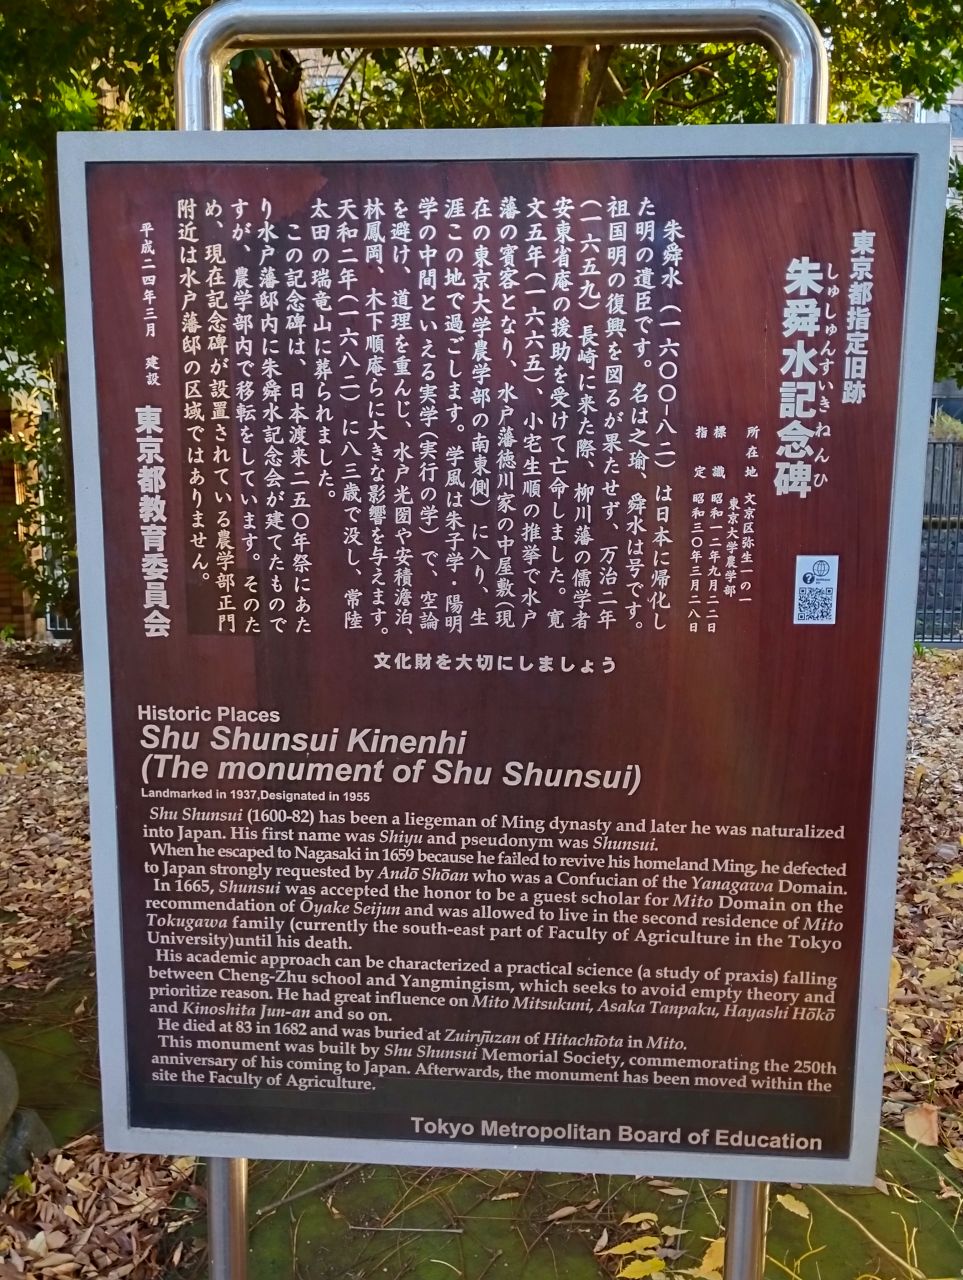 東京都指定旧跡
しゅしゅんすいきねんひ
朱舜水記念碑
所在地 文京区弥生一の一
東京大学農学部
標識 昭和一二年九月二一日
指定 昭和三〇年三月二八日
朱舜水(一六〇〇-八二)は日本に帰化し
た明の遺臣です。名は之瑜、舜水は号です。
祖国明の復興を図るが果たせず、万治二年
(一六五九)長崎に来た際、柳川藩の儒学者
安東省庵の援助を受けて亡命しました。寛
文五年(一六六五)、小宅生順の推挙で水戸
藩の賓客となり、水戸藩徳川家の中屋敷(現
在の東京大学農学部の南東側)に入り、生
涯この地で過ごします。学風は朱子学・陽明
学の中間といえる実学(実行の学)で、空論
を避け、道理を重んじ、水戸光圀や安積澹泊、
林鳳岡、木下順庵らに大きな影響を与えます。
天和二年(一六八二)に八三歳で没し、常陸
太田の瑞竜山に葬られました。
この記念碑は、日本渡来二五〇年祭にあた
り水戸藩邸内に朱舜水記念会が建てたもので
すが、農学部内で移転をしています。そのた
め、現在記念碑が設置されている農学部正門
附近は水戸藩邸の区域ではありません。
平成二四年三月 建設
東京都教育委員会
文化財を大切にしましょう
Historic Places
Shu Shunsui Kinenhi
(The monument of Shu Shunsui)
Landmarked in 1937,Designated in 1955
Shu Shunsui (1600-82) has been a liegeman of Ming dynasty and later he was naturalized
into Japan. His first name was Shiyu and pseudonym was Shunsui.
When he escaped to Nagasaki in 1659 because he failed to revive his homeland Ming, he defected
to Japan strongly requested by Andō Shōan who was a Confucian of the Yanagawa Domain.
In 1665, Shunsui was accepted the honor to be a guest scholar for Mito Domain on the
recommendation of Ōyake Seijun and was allowed to live in the second residence of Mito
Tokugawa family (currently the south-east part of Faculty of Agriculture in the Tokyo
University)until his death.
His academic approach can be characterized a practical science (a study of praxis) falling
between Cheng-Zhu school and Yangmingism, which seeks to avoid empty theory and
prioritize reason. He had great influence on Mito Mitsukuni, Asaka Tanpaku, Hayashi Hōkō
and Kinoshita Jun-an and so on.
He died at 83 in 1682 and was buried at Zuiryūzan of Hitachīota in Mito.
This monument was built by Shu Shunsui Memorial Society, commemorating the 250th
anniversary of his coming to Japan. Afterwards, the monument has been moved within the
site the Faculty of Agriculture.
Tokyo Metropolitan Board of Education